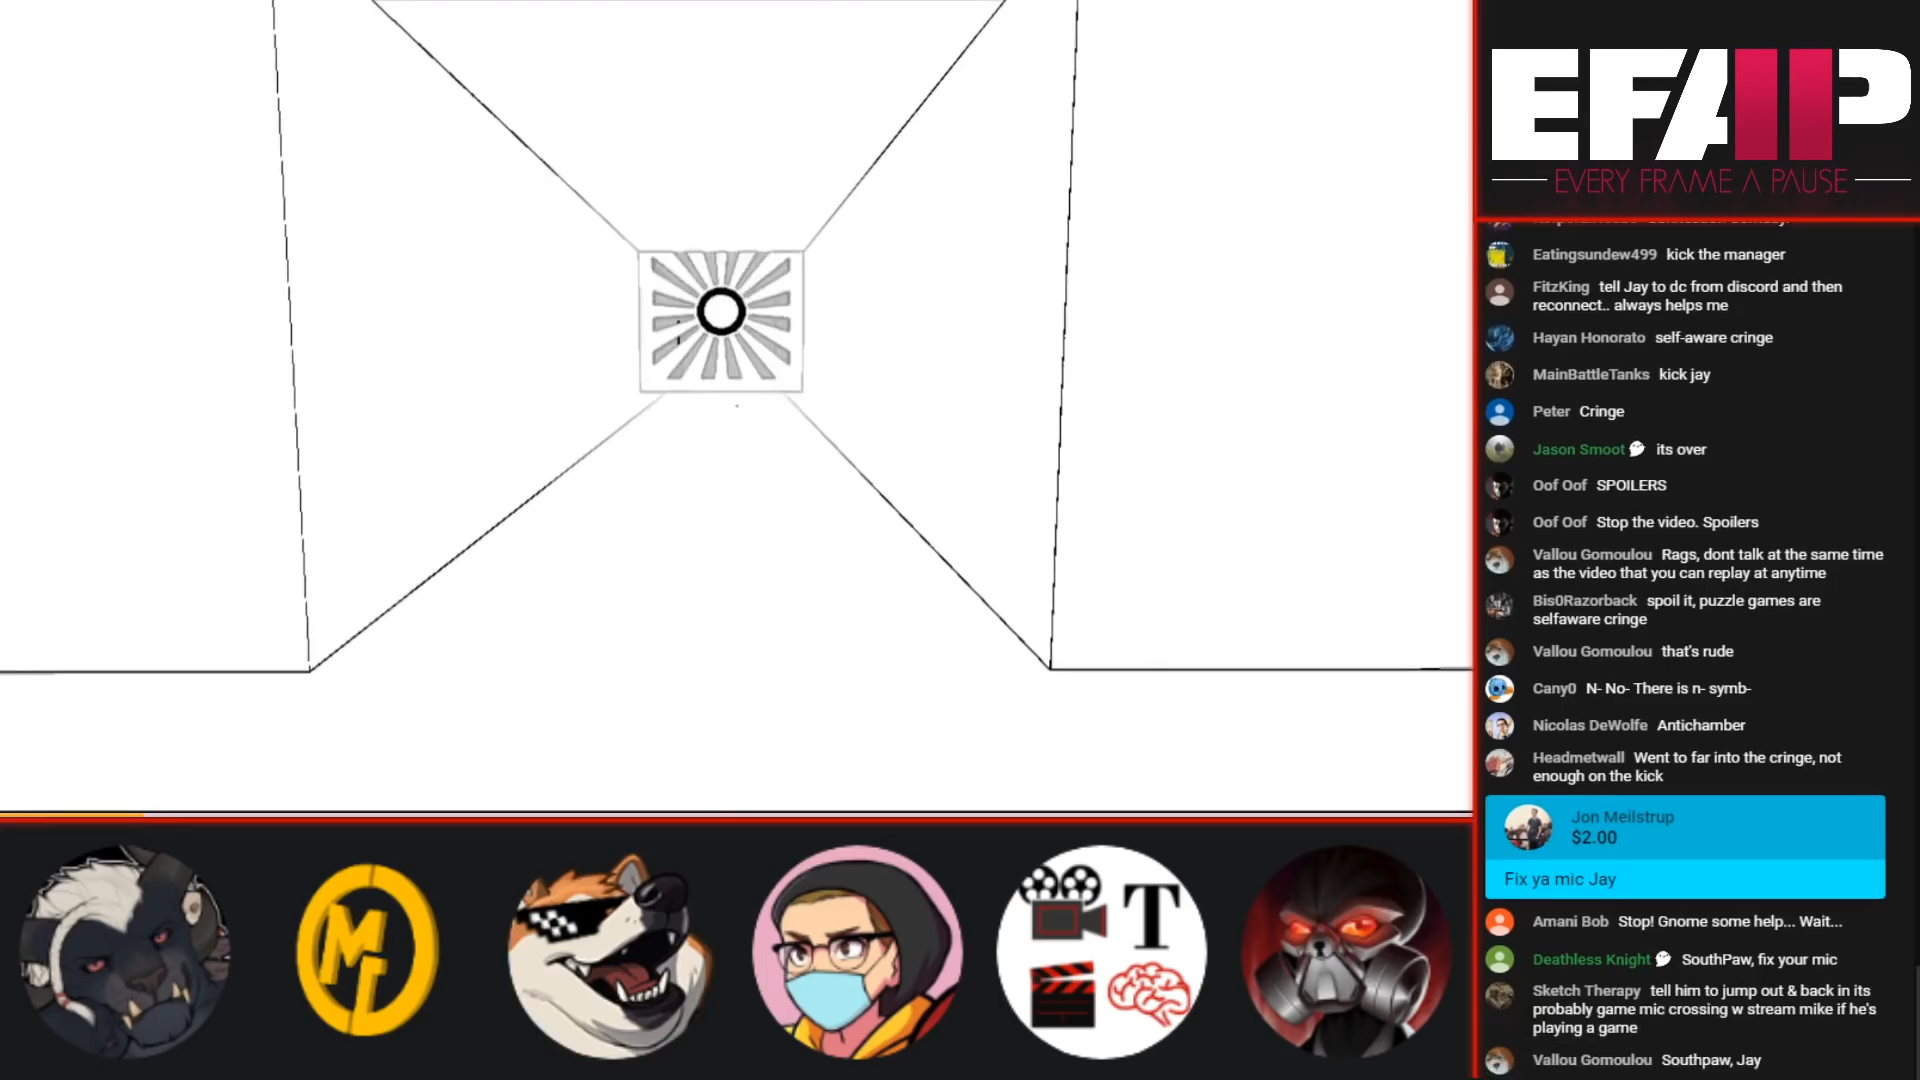 EFAP
EVERY FRAME A PAUSE
Eatingsundew499 kick the manager
FitzKing tell Jay to dc from discord and then
reconnect.. always helps me
Hayan Honorato self-aware cringe
MainBattleTanks kick jay
Peter Cringe
Jason Smoot its over
Oof Oof SPOILERS
Oof Oof Stop the video. Spoilers
Vallou Gomoulou Rags, dont talk at the same time
as the video that you can replay at anytime
Bis0Razorback spoil it, puzzle games are
selfaware cringe
Vallou Gomoulou that's rude
Cany0 N- No- There is n- symb-
Nicolas DeWolfe Antichamber
Headmetwall Went to far into the cringe, not
enough on the kick
Jon Meilstrup
$2.00
Fix ya mic Jay
Amani Bob Stop! Gnome some help... Wait...
Deathless Knight SouthPaw, fix your mic
Sketch Therapy tell him to jump out & back in its
probably game mic crossing w stream mike if he's
playing a game
Vallou Gomoulou Southpaw, Jay
T